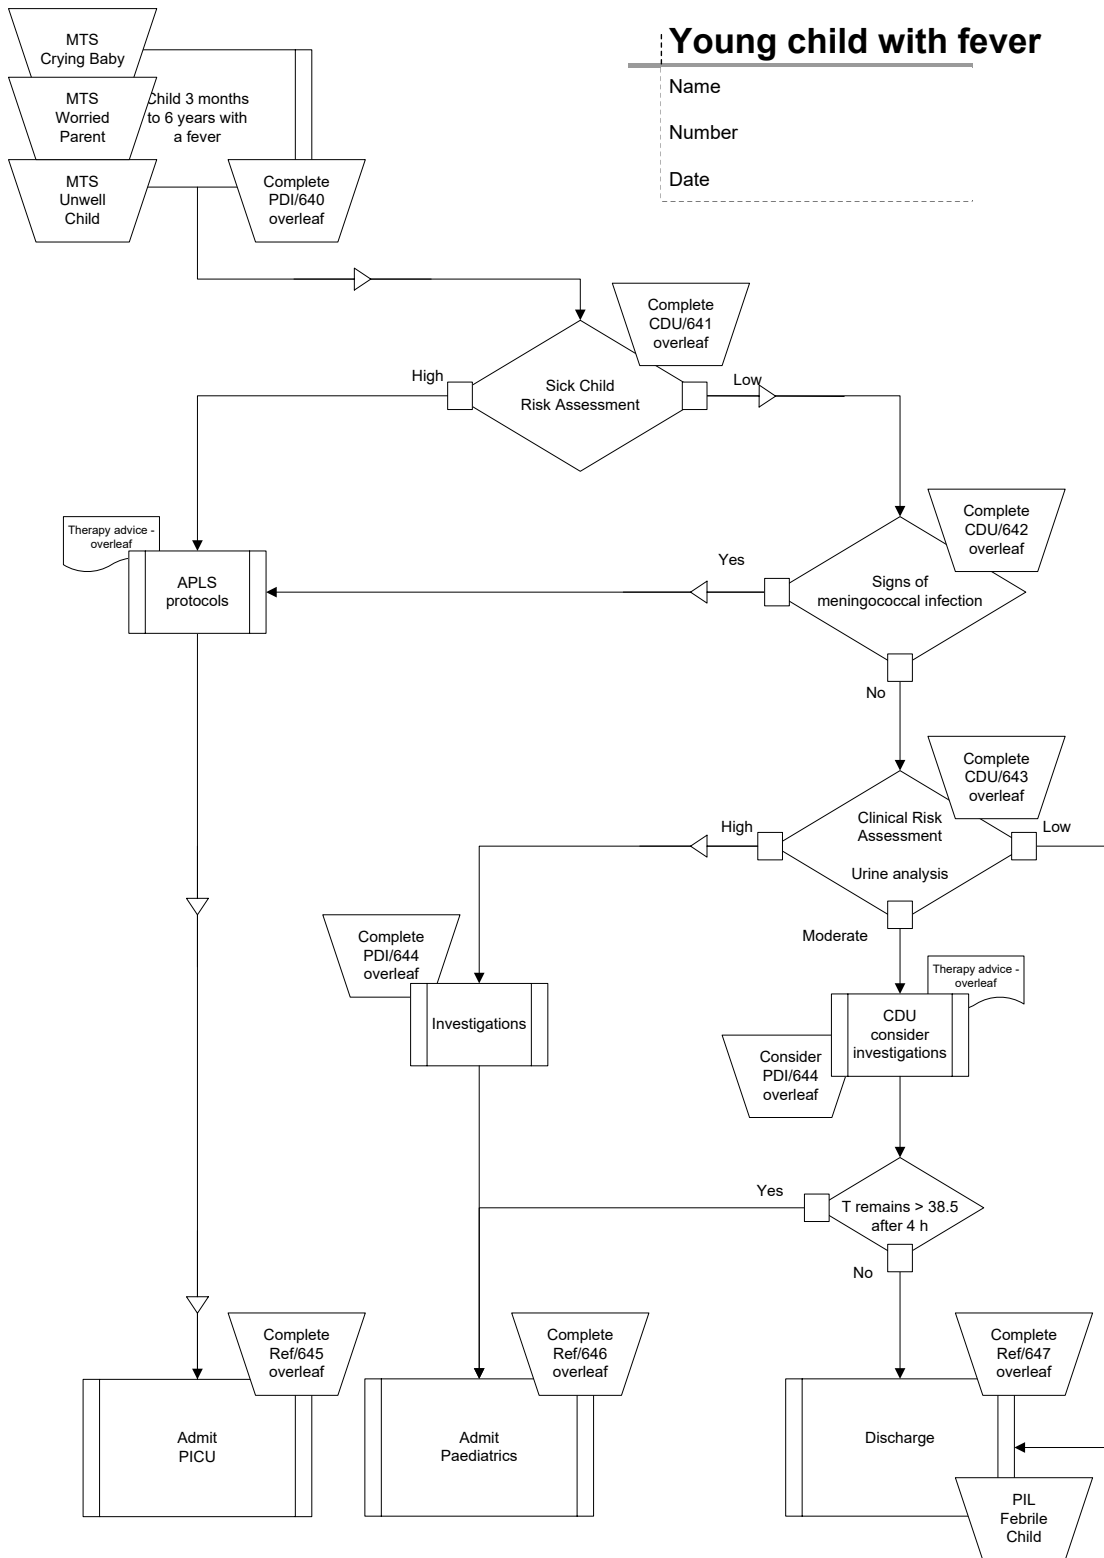 Young child with fever
Name
Number
Date
MTS
Crying Baby
MTS
Worried
Parent
MTS
Unwell
Child
Child 3 months
to 6 years with
a fever
Complete
PDI/640
overleaf
Complete
CDU/641
overleaf
High
Sick Child
Risk Assessment
Low
Complete
CDU/642
overleaf
Therapy advice -
overleaf
APLS
protocols
Yes
Signs of
meningococcal infection
No
Complete
CDU/643
overleaf
High
Clinical Risk
Assessment
Urine analysis
Low
Moderate
Complete
PDI/644
overleaf
Investigations
Therapy advice -
overleaf
CDU
consider
investigations
Consider
PDI/644
overleaf
Yes
T remains > 38.5
after 4 h
No
Complete
Ref/645
overleaf
Admit
PICU
Complete
Ref/646
overleaf
Admit
Paediatrics
Complete
Ref/647
overleaf
Discharge
PIL
Febrile
Child